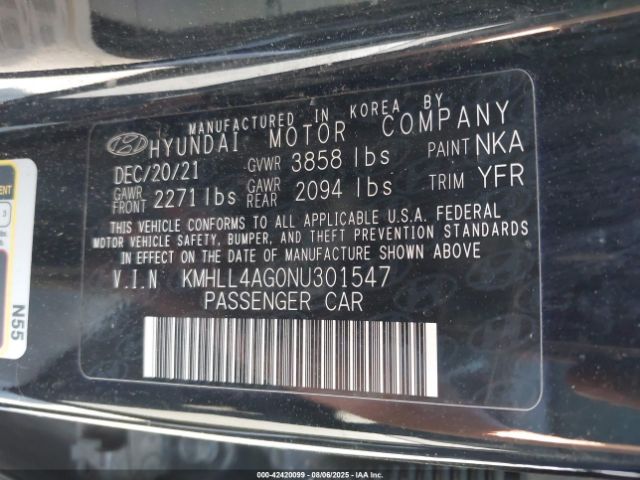 MANUFACTURED IN KOREA BY
HYUNDAI MOTOR COMPANY
DEC/20/21 GVWR 3858 lbs PAINT NKA
GAWR FRONT 2271 lbs GAWR REAR 2094 lbs TRIM YFR
THIS VEHICLE CONFORMS TO ALL APPLICABLE U.S.A. FEDERAL
MOTOR VEHICLE SAFETY, BUMPER, AND THEFT PREVENTION STANDARDS
IN EFFECT ON THE DATE OF MANUFACTURE SHOWN ABOVE.
V.I.N KMHLL4AG0NU301547
PASSENGER CAR
N55
3
000-42420099 - 08/06/2025 - IAAI.COM